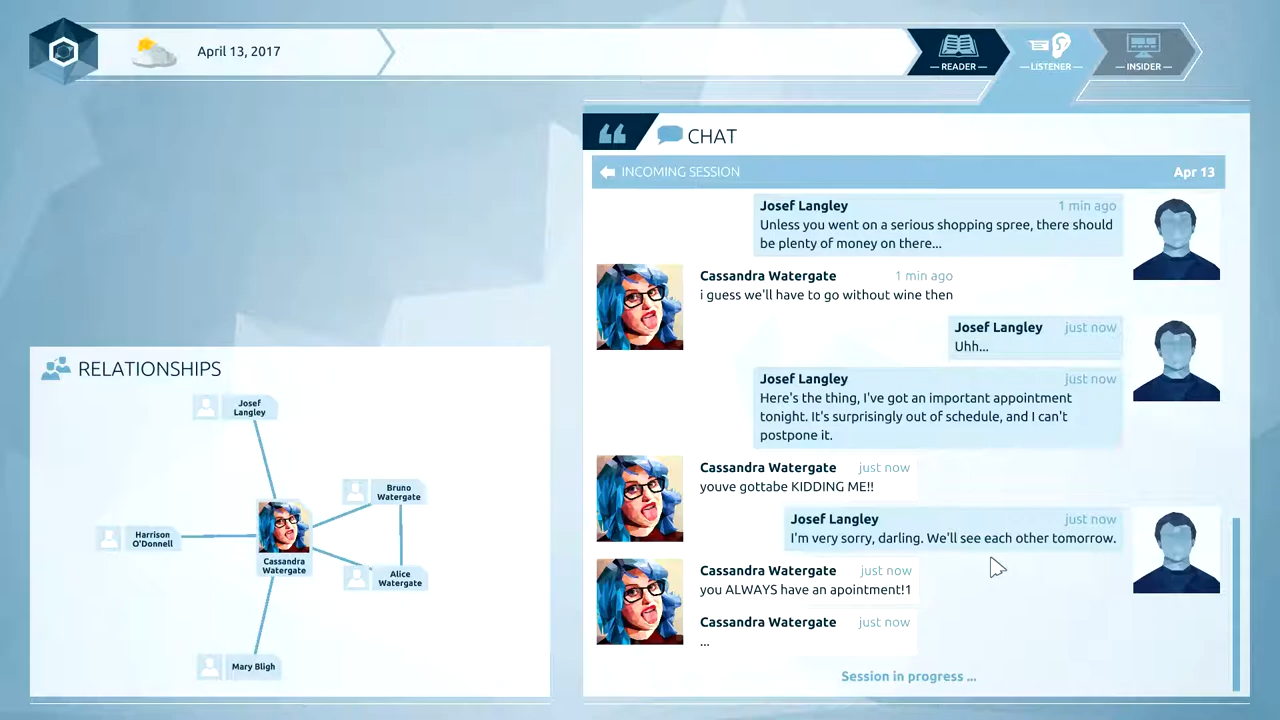 April 13, 2017
— READER —
— LISTENER —
— INSIDER —
CHAT
INCOMING SESSION
Apr 13
Josef Langley 1 min ago
Unless you went on a serious shopping spree, there should
be plenty of money on there...
Cassandra Watergate 1 min ago
i guess we'll have to go without wine then
Josef Langley just now
Uhh...
Josef Langley just now
Here's the thing, I've got an important appointment
tonight. It's surprisingly out of schedule, and I can't
postpone it.
Cassandra Watergate just now
youve gottabe KIDDING ME!!
Josef Langley just now
I'm very sorry, darling. We'll see each other tomorrow.
Cassandra Watergate just now
you ALWAYS have an apointment!1
Cassandra Watergate just now
...
Session in progress ...
RELATIONSHIPS
Josef
Langley
Bruno
Watergate
Harrison
O'Donnell
Cassandra
Watergate
Alice
Watergate
Mary Bligh